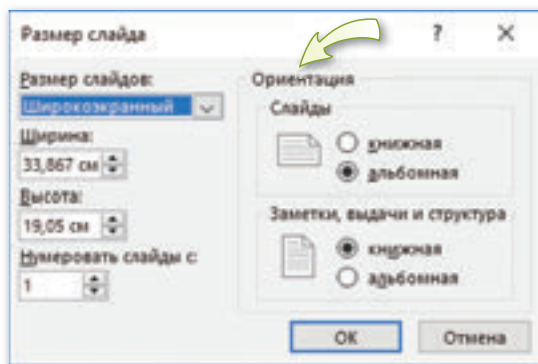 Размер слайда ? ×
Размер слайдов:
Широкоэкранный
Ширина:
33,867 см
Высота:
19,05 см
Нумеровать слайды с:
1
Ориентация
Слайды
книжная
альбомная
Заметки, выдачи и структура
книжная
альбомная
ОК
Отмена